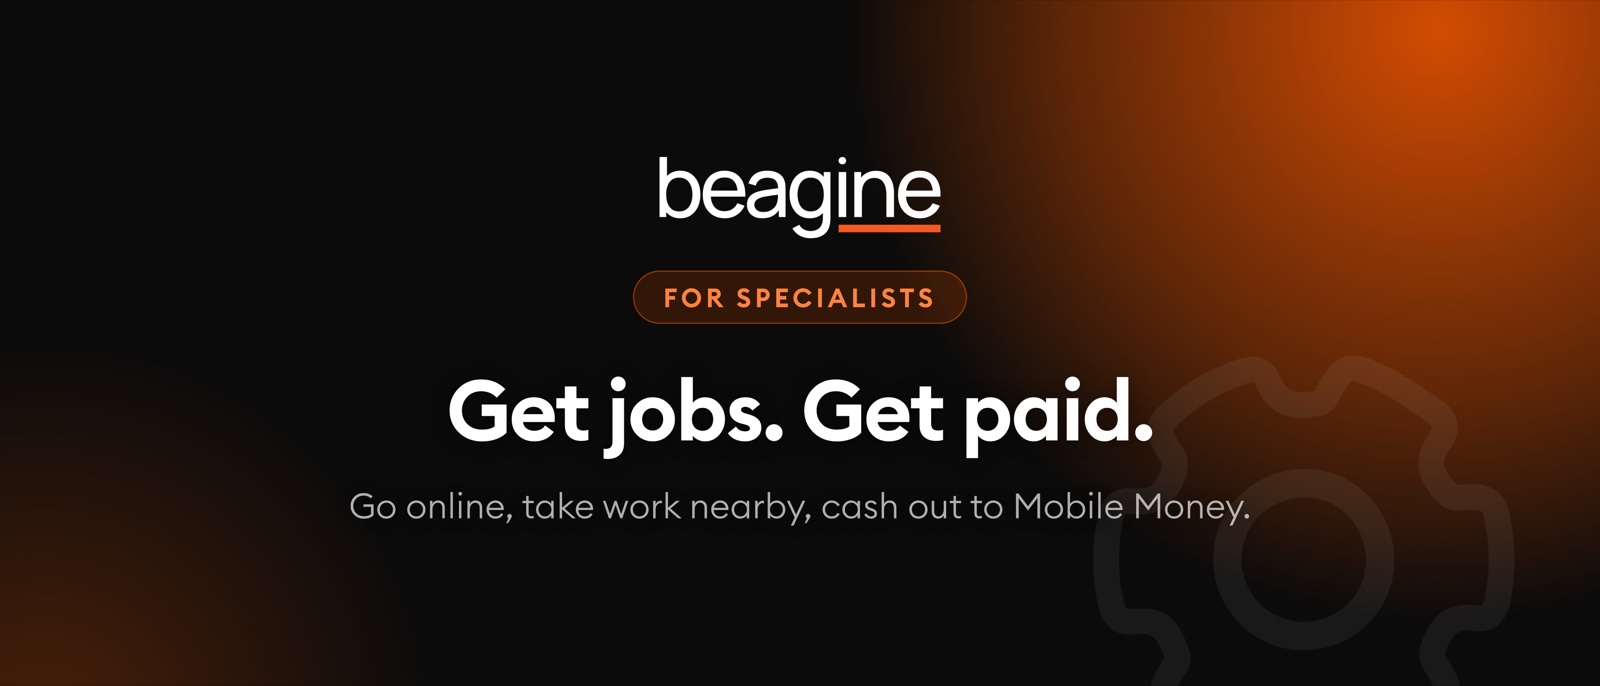 beagine
FOR SPECIALISTS
Get jobs. Get paid.
Go online, take work nearby, cash out to Mobile Money.